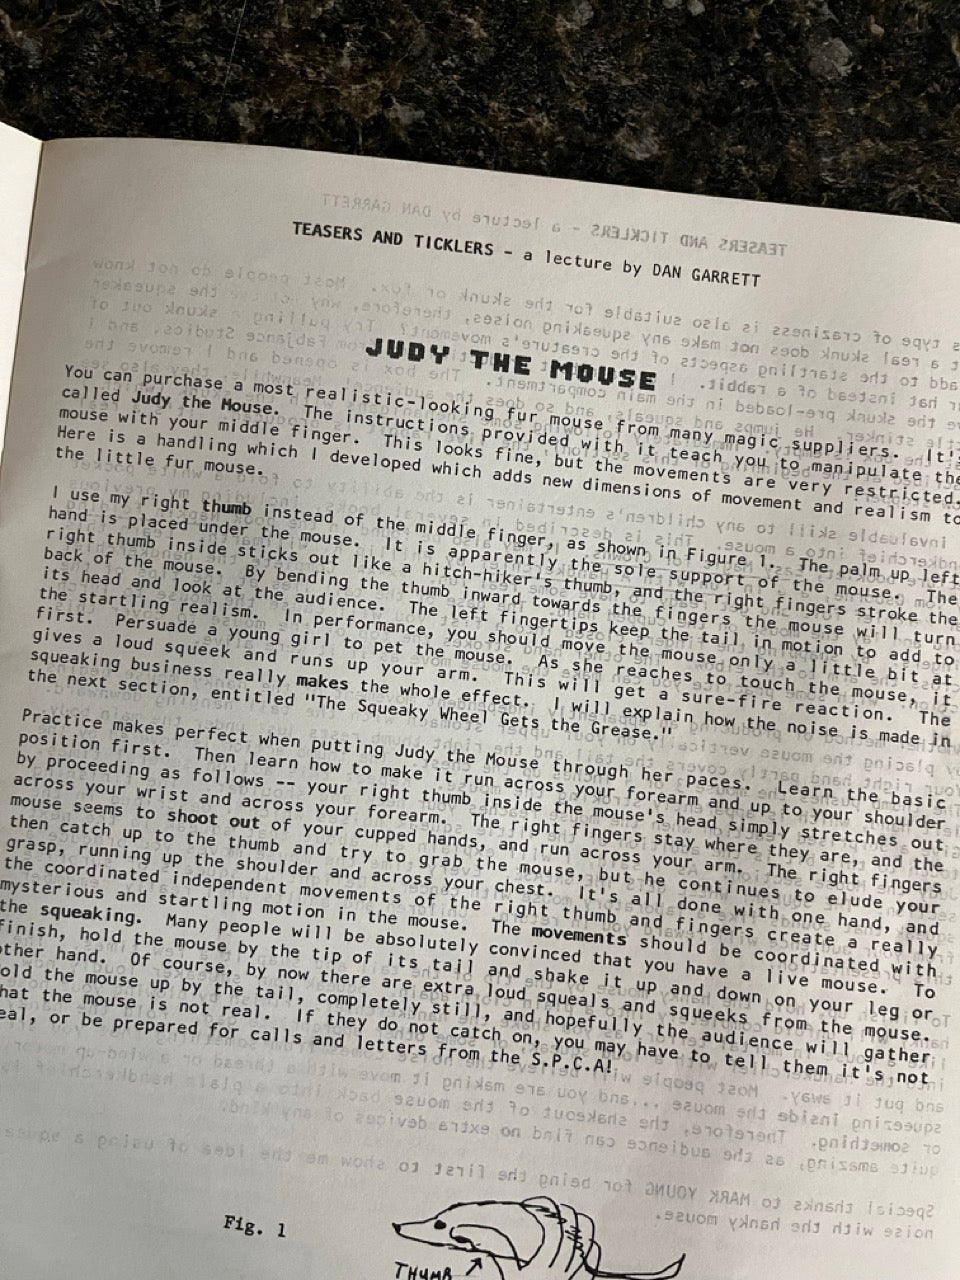 TEASERS AND TICKLERS - a lecture by DAN GARRETT
JUDY THE MOUSE
You can purchase a most realistic-looking fur mouse from many magic suppliers. It's
called Judy the Mouse. The instructions provided with it teach you to manipulate the
mouse with your middle finger. This looks fine, but the movements are very restricted.
Here is a handling which I developed which adds new dimensions of movement and realism to
the little fur mouse.
I use my right thumb instead of the middle finger, as shown in Figure 1. The palm up left
hand is placed under the mouse. It is apparently the sole support of the mouse. The
right thumb inside sticks out like a hitch-hiker's thumb, and the right fingers stroke the
back of the mouse. By bending the thumb inward towards the fingers the mouse will turn
its head and look at the audience. The left fingertips keep the tail in motion to add to
the startling realism. In performance, you should move the mouse only a little bit at
first. Persuade a young girl to pet the mouse. As she reaches to touch the mouse, it
gives a loud squeek and runs up your arm. This will get a sure-fire reaction. The
squeaking business really makes the whole effect. I will explain how the noise is made in
the next section, entitled "The Squeaky Wheel Gets the Grease."
Practice makes perfect when putting Judy the Mouse through her paces. Learn the basic
position first. Then learn how to make it run across your forearm and up to your shoulder
by proceeding as follows -- your right thumb inside the mouse's head simply stretches out
across your wrist and across your forearm. The right fingers stay where they are, and the
mouse seems to shoot out of your cupped hands, and run across your arm. The right fingers
then catch up to the thumb and try to grab the mouse, but he continues to elude your
grasp, running up the shoulder and across your chest. It's all done with one hand, and
the coordinated independent movements of the right thumb and fingers create a really
mysterious and startling motion in the mouse. The movements should be coordinated with
the squeaking. Many people will be absolutely convinced that you have a live mouse. To
finish, hold the mouse by the tip of its tail and shake it up and down on your leg or
other hand. Of course, by now there are extra loud squeals and squeeks from the mouse.
old the mouse up by the tail, completely still, and hopefully the audience will gather
hat the mouse is not real. If they do not catch on, you may have to tell them it's not
eal, or be prepared for calls and letters from the S.P.C.A!
Fig. 1
THUMB